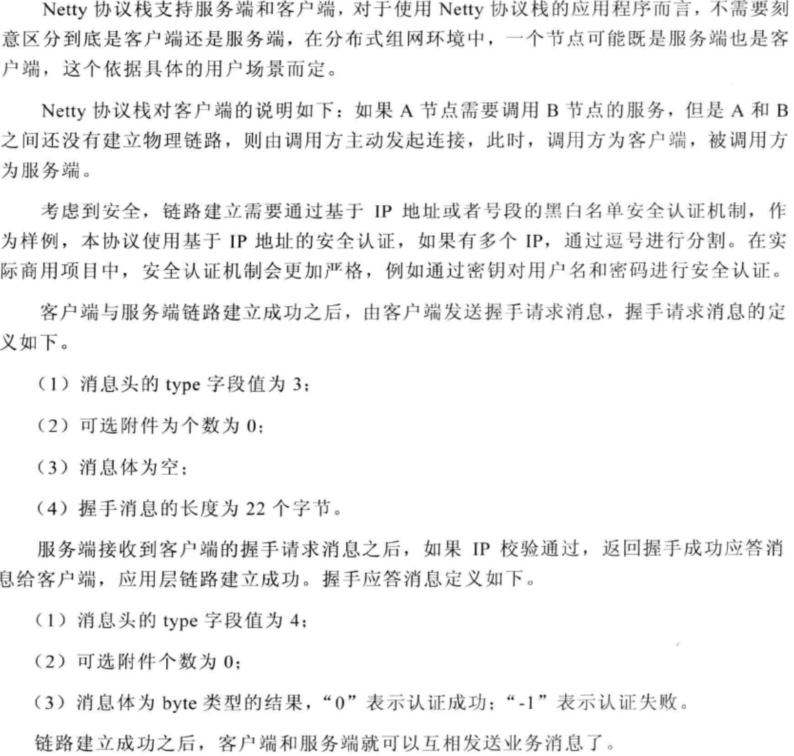 Netty 协议栈支持服务端和客户端，对于使用 Netty 协议栈的应用程序而言，不需要刻
意区分到底是客户端还是服务端，在分布式组网环境中，一个节点可能既是服务端也是客
户端，这个依据具体的用户场景而定。
Netty 协议栈对客户端的说明如下：如果 A 节点需要调用 B 节点的服务，但是 A 和 B
之间还没有建立物理链路，则由调用方主动发起连接，此时，调用方为客户端，被调用方
为服务端。
考虑到安全，链路建立需要通过基于 IP 地址或者号段的黑白名单安全认证机制，作
为样例，本协议使用基于 IP 地址的安全认证，如果有多个 IP，通过逗号进行分割。在实
际商用项目中，安全认证机制会更加严格，例如通过密钥对用户名和密码进行安全认证。
客户端与服务端链路建立成功之后，由客户端发送握手请求消息，握手请求消息的定
义如下。
（1）消息头的 type 字段值为 3；
（2）可选附件为个数为 0；
（3）消息体为空；
（4）握手消息的长度为 22 个字节。
服务端接收到客户端的握手请求消息之后，如果 IP 校验通过，返回握手成功应答消
息给客户端，应用层链路建立成功。握手应答消息定义如下。
（1）消息头的 type 字段值为 4；
（2）可选附件个数为 0；
（3）消息体为 byte 类型的结果，“0”表示认证成功；“-1”表示认证失败。
链路建立成功之后，客户端和服务端就可以互相发送业务消息了。